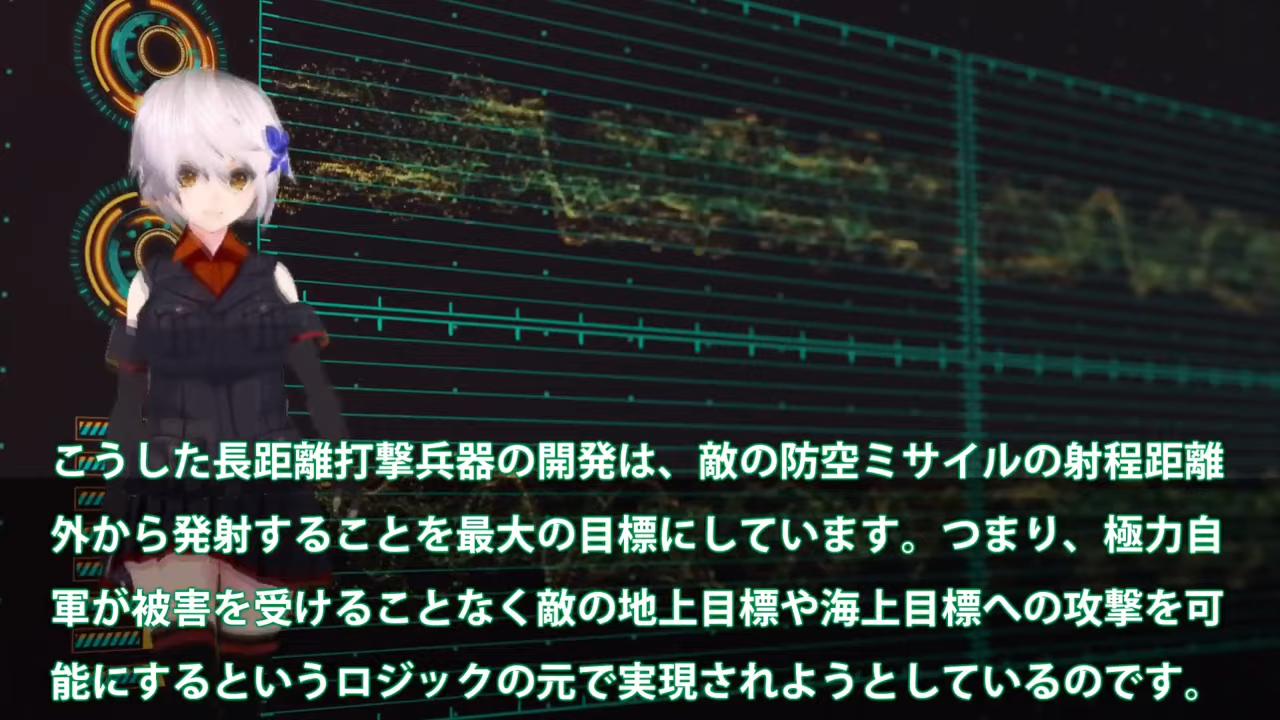 こうした長距離打撃兵器の開発は、敵の防空ミサイルの射程距離
外から発射することを最大の目標にしています。つまり、極力自
軍が被害を受けることなく敵の地上目標や海上目標への攻撃を可
能にするというロジックの元で実現されようとしているのです。